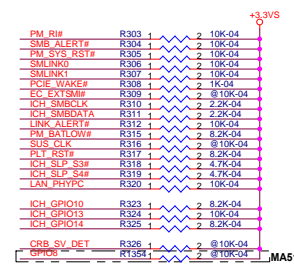 +3.3VS
PM_RI# R303 1 2 10K-04
SMB_ALERT# R304 1 2 10K-04
PM_SYS_RST# R305 1 2 10K-04
SMLINK0 R306 1 2 10K-04
SMLINK1 R307 1 2 10K-04
PCIE_WAKE# R308 1 2 1K-04
EC_EXTSMI# R309 1 2 @10K-04
ICH_SMBCLK R310 1 2 2.2K-04
ICH_SMBDATA R311 1 2 2.2K-04
LINK_ALERT# R312 1 2 10K-04
PM_BATLOW# R315 1 2 8.2K-04
SUS_CLK R316 1 2 @10K-04
PLT_RST# R317 1 2 8.2K-04
ICH_SLP_S3# R318 1 2 4.7K-04
ICH_SLP_S4# R319 1 2 4.7K-04
LAN_PHYPC R320 1 2 10K-04
ICH_GPIO10 R323 1 2 8.2K-04
ICH_GPIO13 R324 1 2 10K-04
ICH_GPIO14 R325 1 2 8.2K-04
CRB_SV_DET R326 1 2 @10K-04
GPIO8 R1354 1 2 @10K-04
MA5